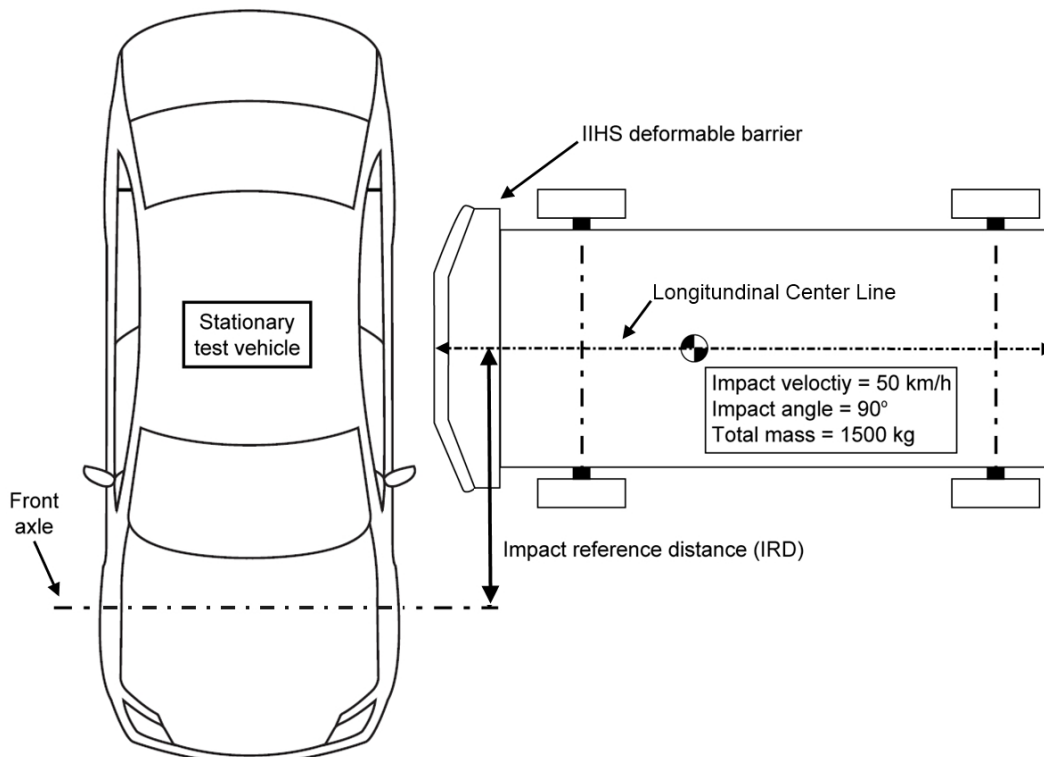 IIHS deformable barrier
Longitundinal Center Line
Stationary
test vehicle
Impact veloctiy = 50 km/h
Impact angle = 90°
Total mass = 1500 kg
Front
axle
Impact reference distance (IRD)